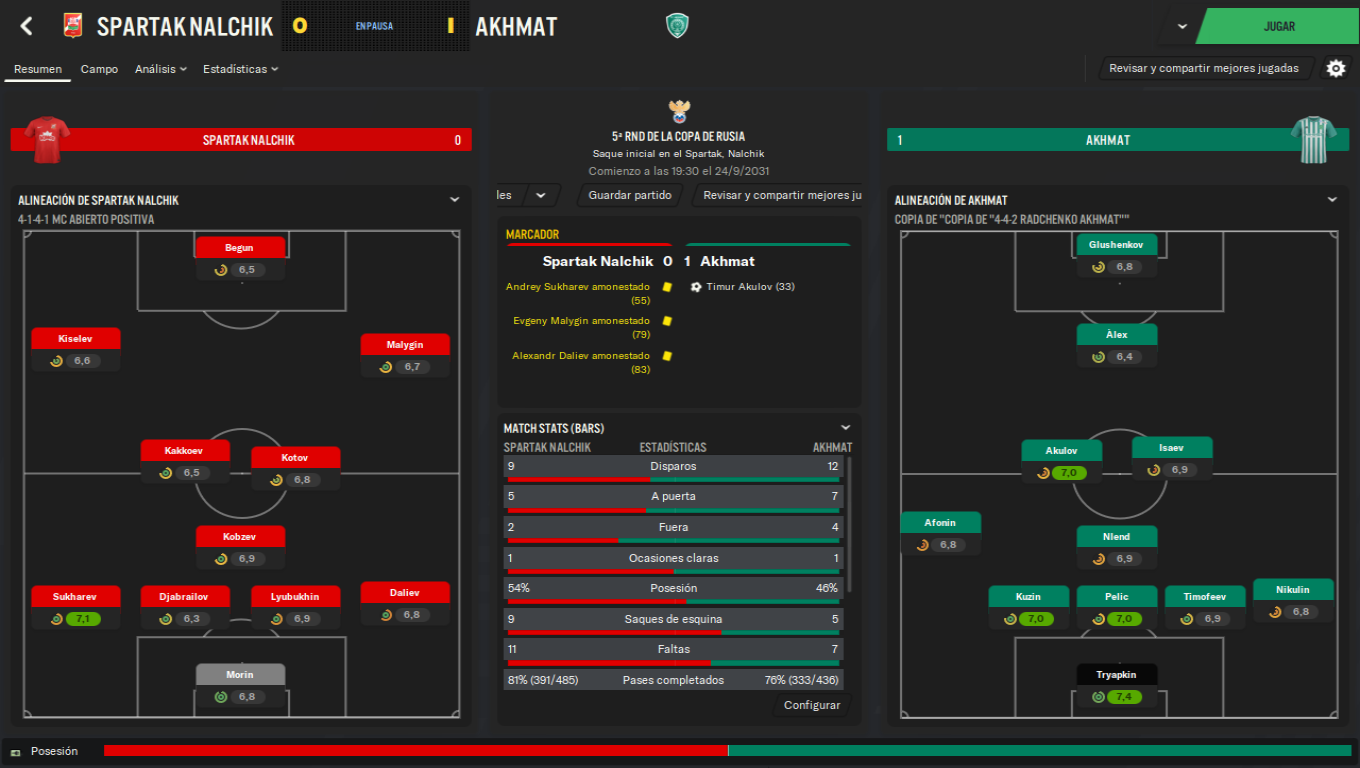 SPARTAK NALCHIK
0
EN PAUSA
1
AKHMAT
JUGAR
Resumen
Campo
Análisis
Estadísticas
Revisar y compartir mejores jugadas
SPARTAK NALCHIK
0
5ª RND DE LA COPA DE RUSIA
Saque inicial en el Spartak, Nalchik
Comienzo a las 19:30 el 24/9/2031
1
AKHMAT
les
Guardar partido
Revisar y compartir mejores ju
ALINEACIÓN DE SPARTAK NALCHIK
4-1-4-1 MC ABIERTO POSITIVA
Begun
6,5
Kiselev
6,6
Malygin
6,7
Kakkoev
6,5
Kotov
6,8
Kobzev
6,9
Sukharev
7,1
Djabrailov
6,3
Lyubukhin
6,9
Daliev
6,8
Morin
6,8
MARCADOR
Spartak Nalchik 0 1 Akhmat
Andrey Sukharev amonestado
(55)
Timur Akulov (33)
Evgeny Malygin amonestado
(79)
Alexandr Daliev amonestado
(83)
MATCH STATS (BARS)
SPARTAK NALCHIK ESTADÍSTICAS AKHMAT
9 Disparos 12
5 A puerta 7
2 Fuera 4
1 Ocasiones claras 1
54% Posesión 46%
9 Saques de esquina 5
11 Faltas 7
81% (391/485) Pases completados 76% (333/436)
Configurar
ALINEACIÓN DE AKHMAT
COPIA DE "COPIA DE "4-4-2 RADCHENKO AKHMAT""
Glushenkov
6,8
Àlex
6,4
Akulov
7,0
Isaev
6,9
Afonin
6,8
Nlend
6,9
Kuzin
7,0
Pelic
7,0
Timofeev
6,9
Nikulin
6,8
Tryapkin
7,4
Posesión